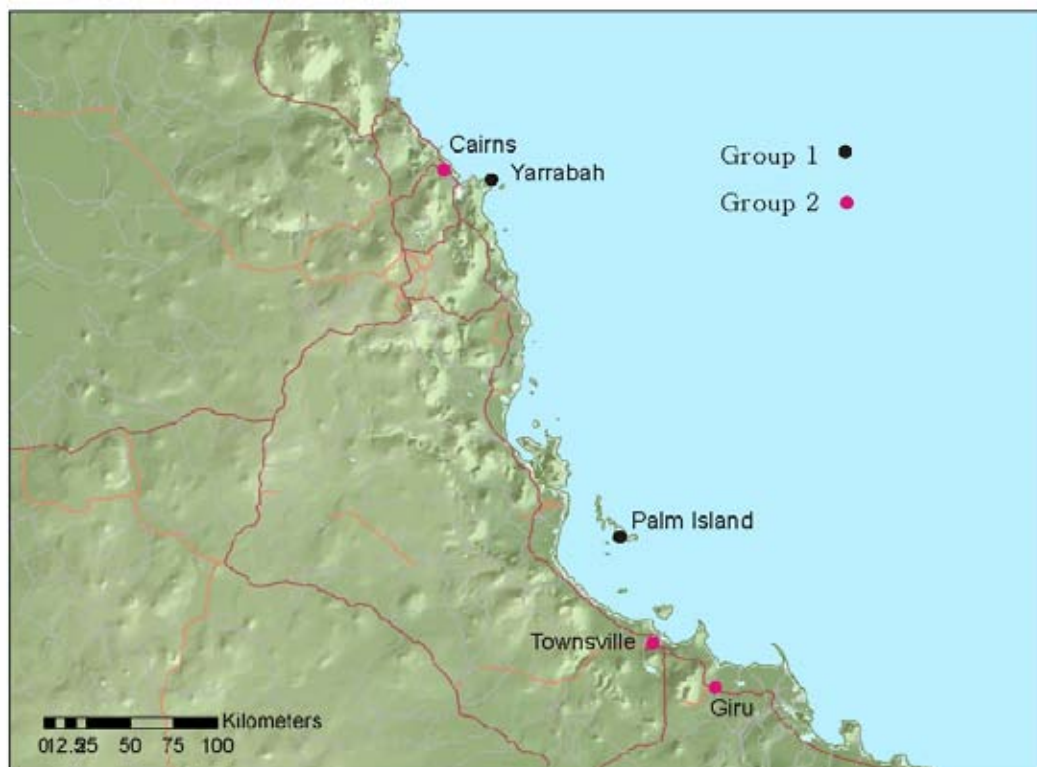 Cairns
Yarrabah
Group 1
Group 2
Palm Island
Townsville
Giru
Kilometers
0 12.5 25 50 75 100